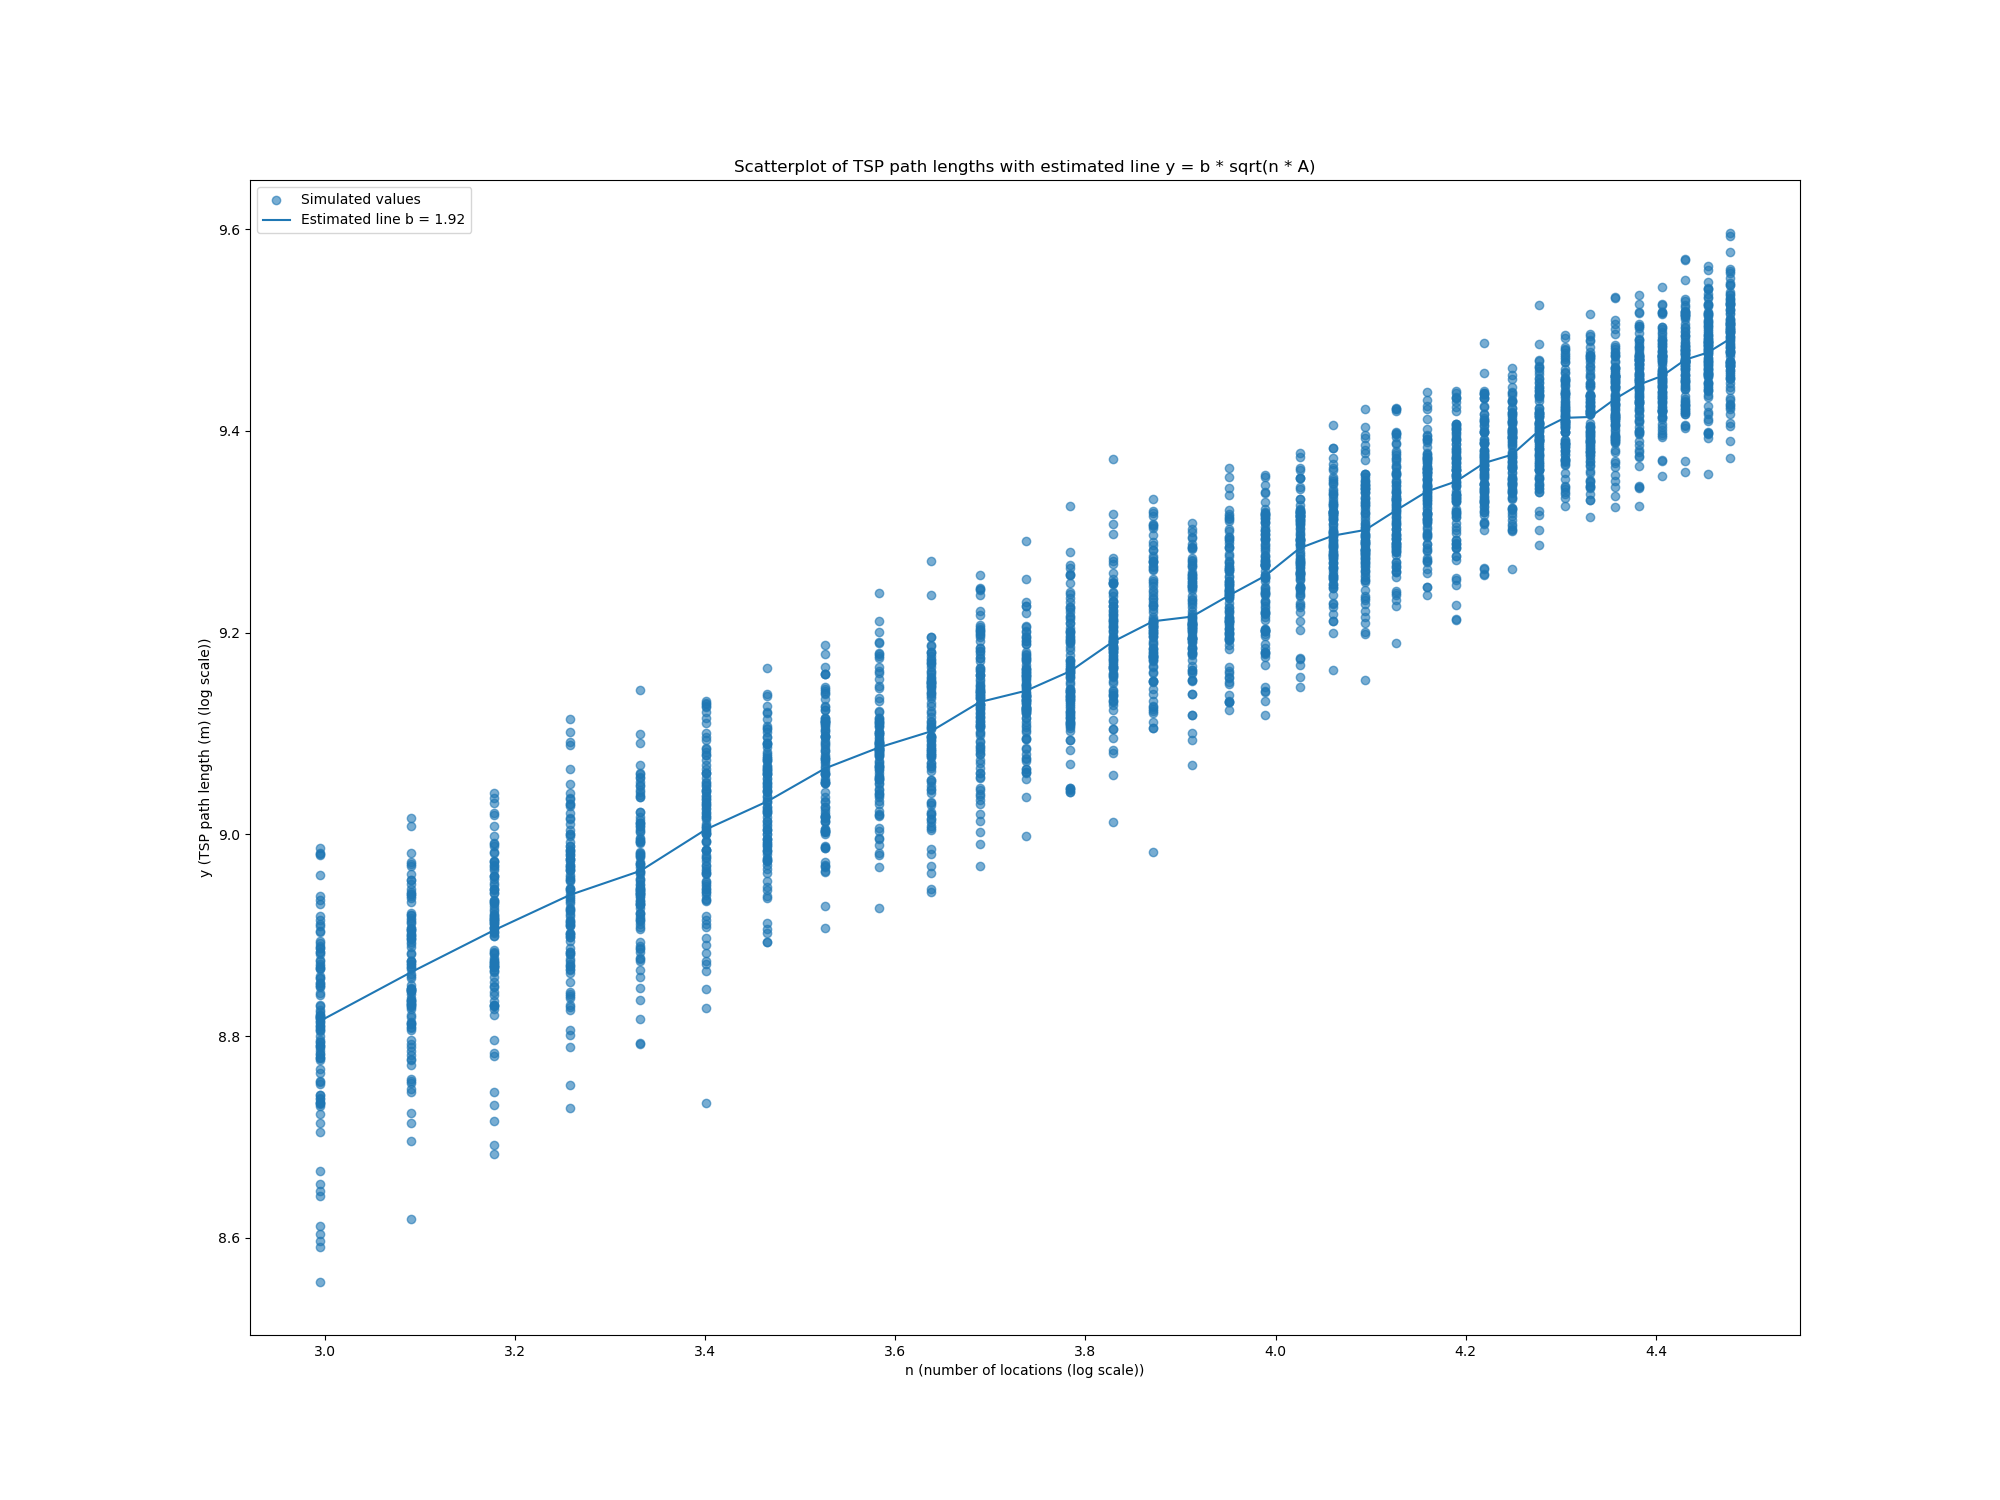 Scatterplot of TSP path lengths with estimated line y = b * sqrt(n * A)
Simulated values
Estimated line b = 1.92
9.6
9.4
9.2
9.0
8.8
8.6
y (TSP path length (m) (log scale))
3.0 3.2 3.4 3.6 3.8 4.0 4.2 4.4
n (number of locations (log scale))